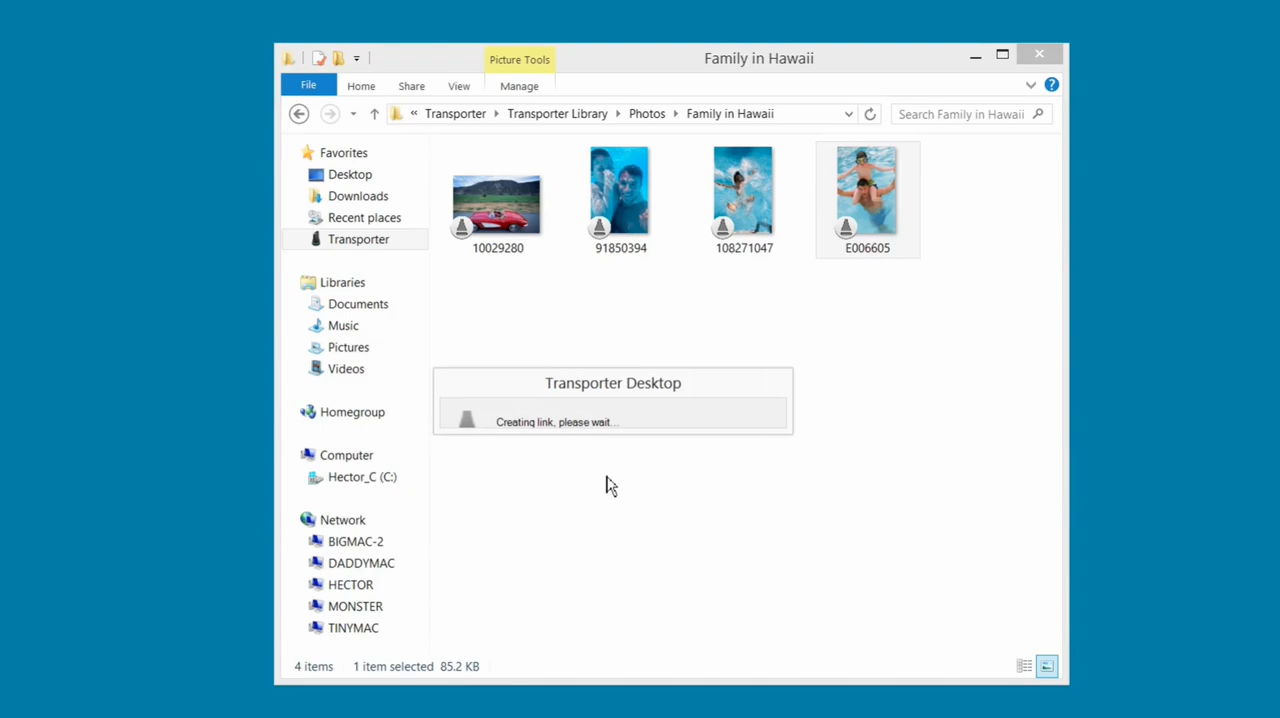 Picture Tools
Family in Hawaii
File
Home
Share
View
Manage
« Transporter Transporter Library Photos Family in Hawaii
Search Family in Hawaii
Favorites
Desktop
Downloads
Recent places
Transporter
Libraries
Documents
Music
Pictures
Videos
Homegroup
Computer
Hector_C (C:)
Network
BIGMAC-2
DADDYMAC
HECTOR
MONSTER
TINYMAC
10029280
91850394
108271047
E006605
Transporter Desktop
Creating link, please wait...
4 items 1 item selected 85.2 KB